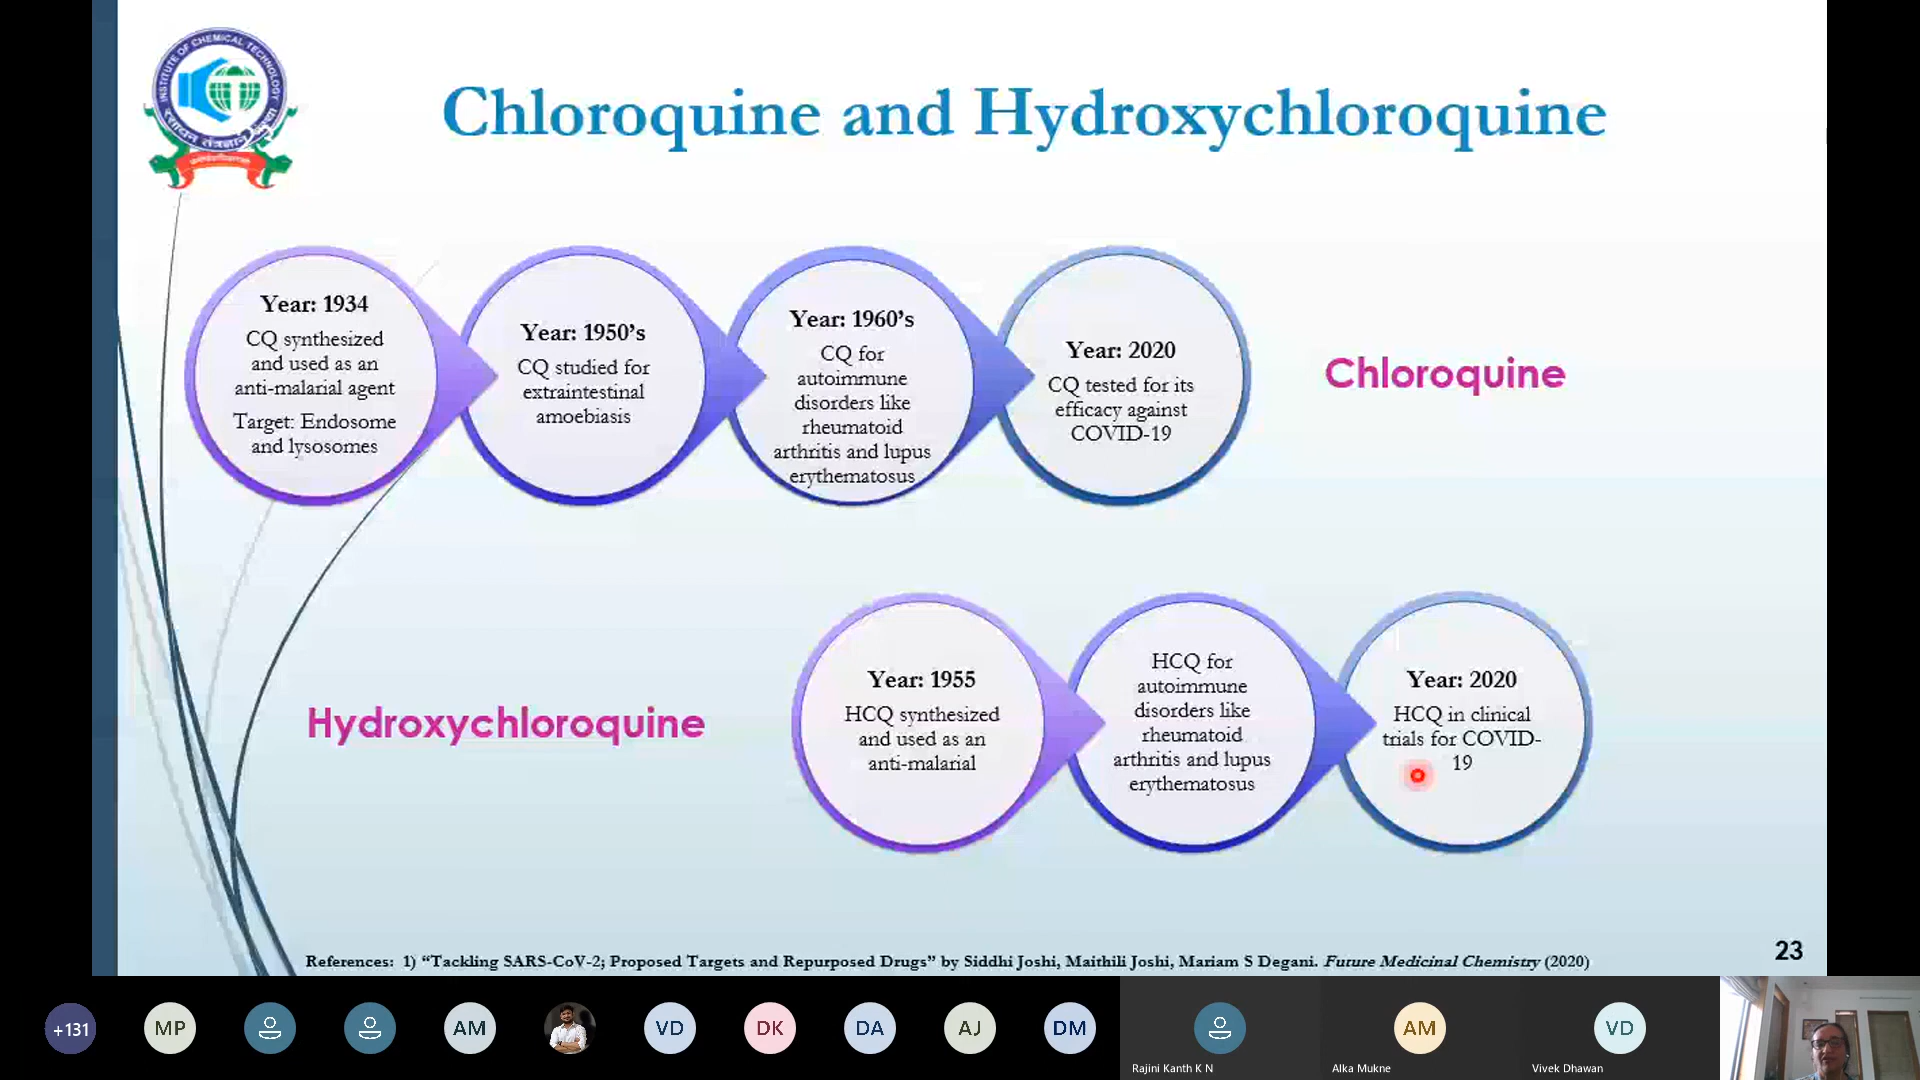 INSTITUTE OF CHEMICAL TECHNOLOGY
Chloroquine and Hydroxychloroquine
Year: 1934
CQ synthesized
and used as an
anti-malarial agent
Target: Endosome
and lysosomes
Year: 1950's
CQ studied for
extraintestinal
amoebiasis
Year: 1960's
CQ for
autoimmune
disorders like
rheumatoid
arthritis and lupus
erythematosus
Year: 2020
CQ tested for its
efficacy against
COVID-19
Chloroquine
Hydroxychloroquine
Year: 1955
HCQ synthesized
and used as an
anti-malarial
HCQ for
autoimmune
disorders like
rheumatoid
arthritis and lupus
erythematosus
Year: 2020
HCQ in clinical
trials for COVID-
19
References: 1) “Tackling SARS-CoV-2; Proposed Targets and Repurposed Drugs” by Siddhi Joshi, Maithili Joshi, Mariam S Degani. Future Medicinal Chemistry (2020)
23
+131
MP
AM
VD
DK
DA
AJ
DM
AM
VD
Rajini Kanth K N
Alka Mukne
Vivek Dhawan